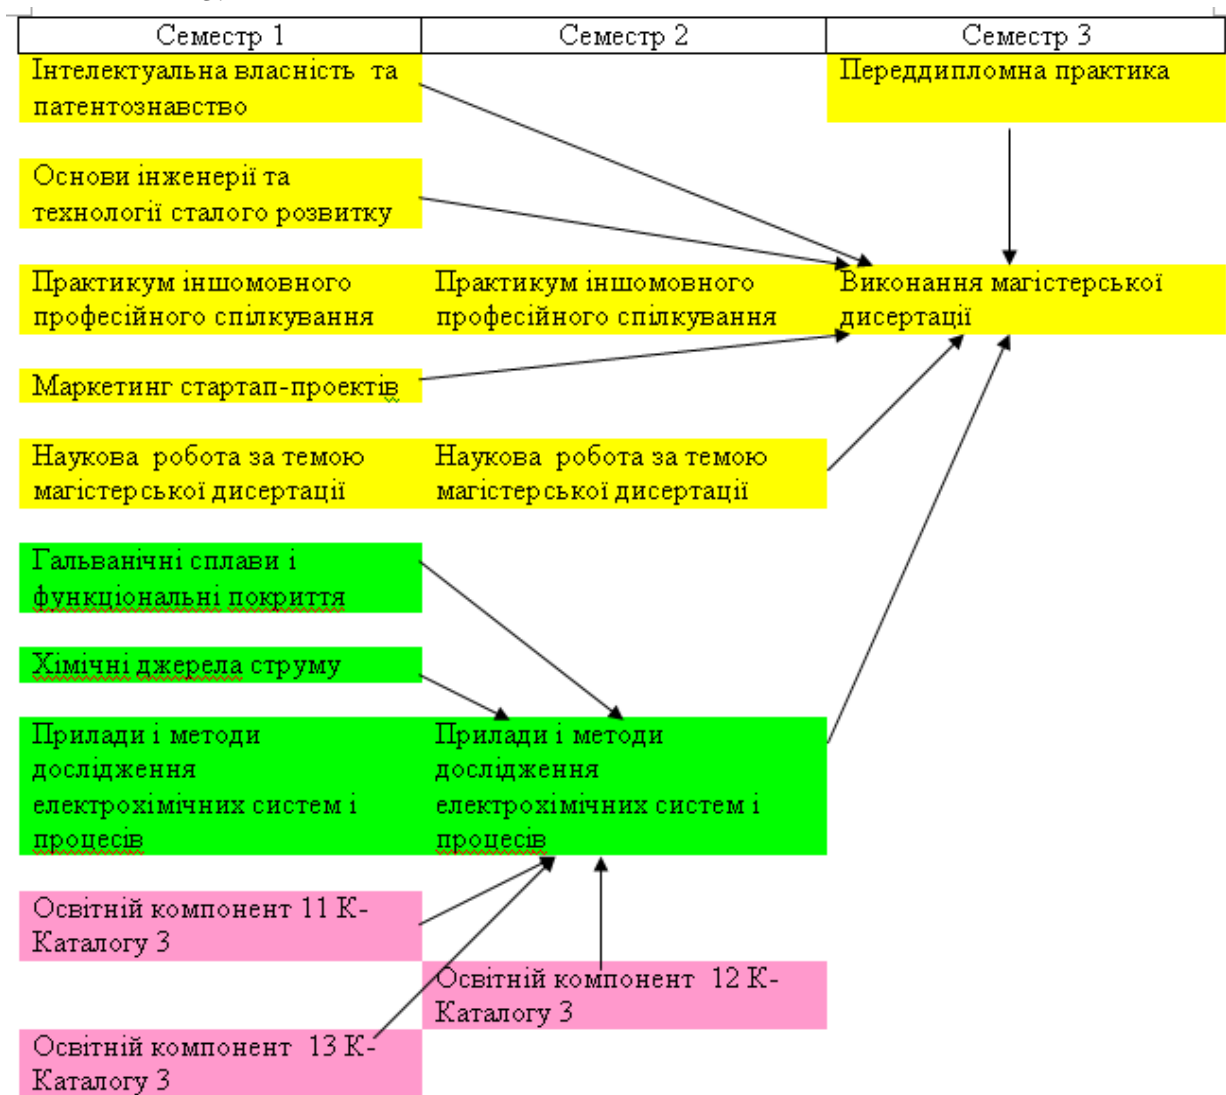 Семестр 1 Семестр 2 Семестр 3
Інтелектуальна власність та
патентознавство
Переддипломна практика
Основи інженерії та
технології сталого розвитку
Практикум іншомовного
професійного спілкування
Практикум іншомовного
професійного спілкування
Виконання магістерської
дисертації
Маркетинг стартап-проектів
Наукова робота за темою
магістерської дисертації
Наукова робота за темою
магістерської дисертації
Гальванічні сплави і
функціональні покриття
Хімічні джерела струму
Прилади і методи
дослідження
електрохімічних систем і
процесів
Прилади і методи
дослідження
електрохімічних систем і
процесів
Освітній компонент 11 К-
Каталогу 3
Освітній компонент 12 К-
Каталогу 3
Освітній компонент 13 К-
Каталогу 3